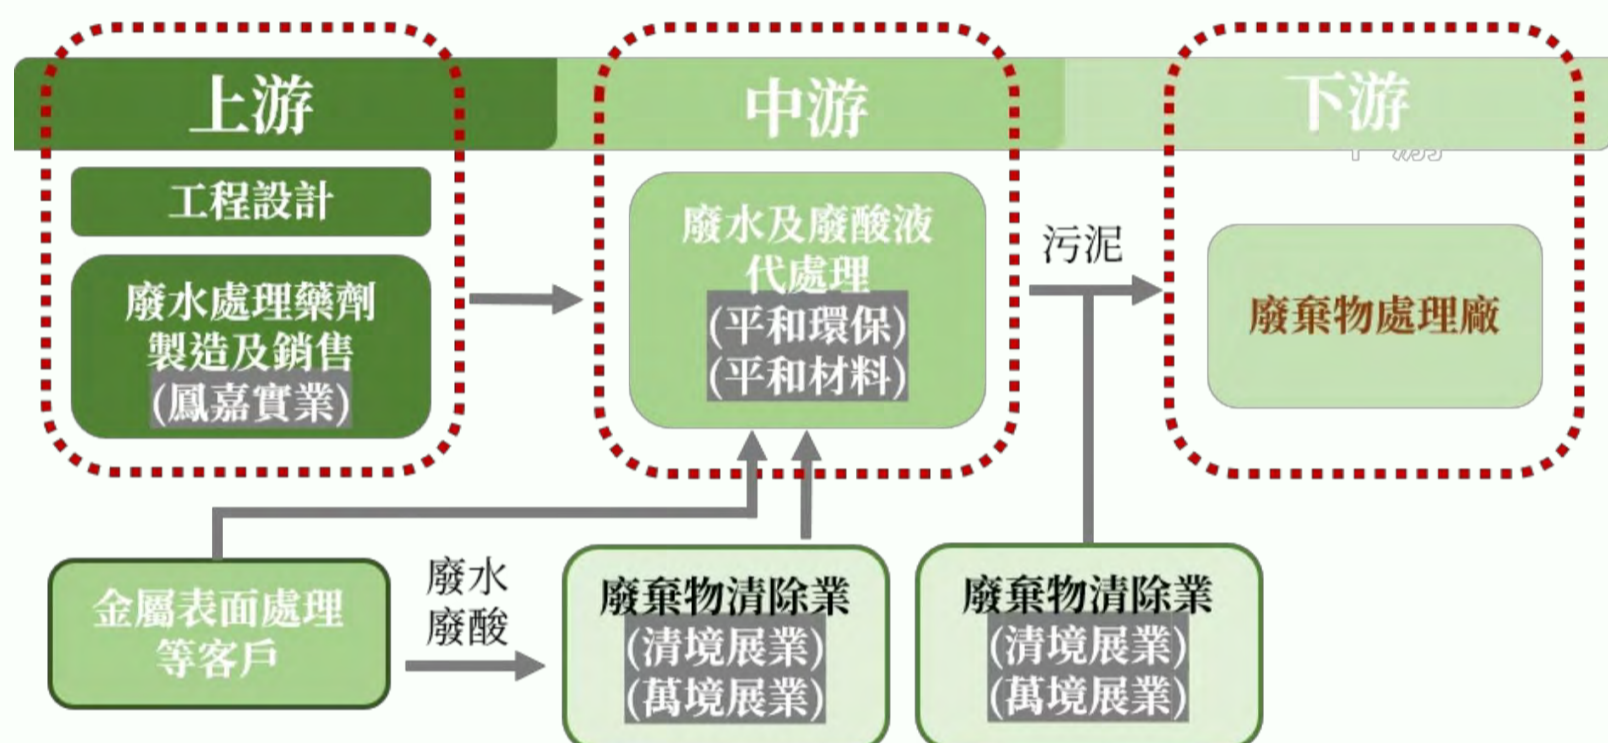 上游
中游
下游
工程設計
廢水處理藥劑
製造及銷售
(鳳嘉實業)
廢水及廢酸液
代處理
(平和環保)
(平和材料)
污泥
廢棄物處理廠
金屬表面處理
等客戶
廢水
廢酸
廢棄物清除業
(清境展業)
(萬境展業)
廢棄物清除業
(清境展業)
(萬境展業)